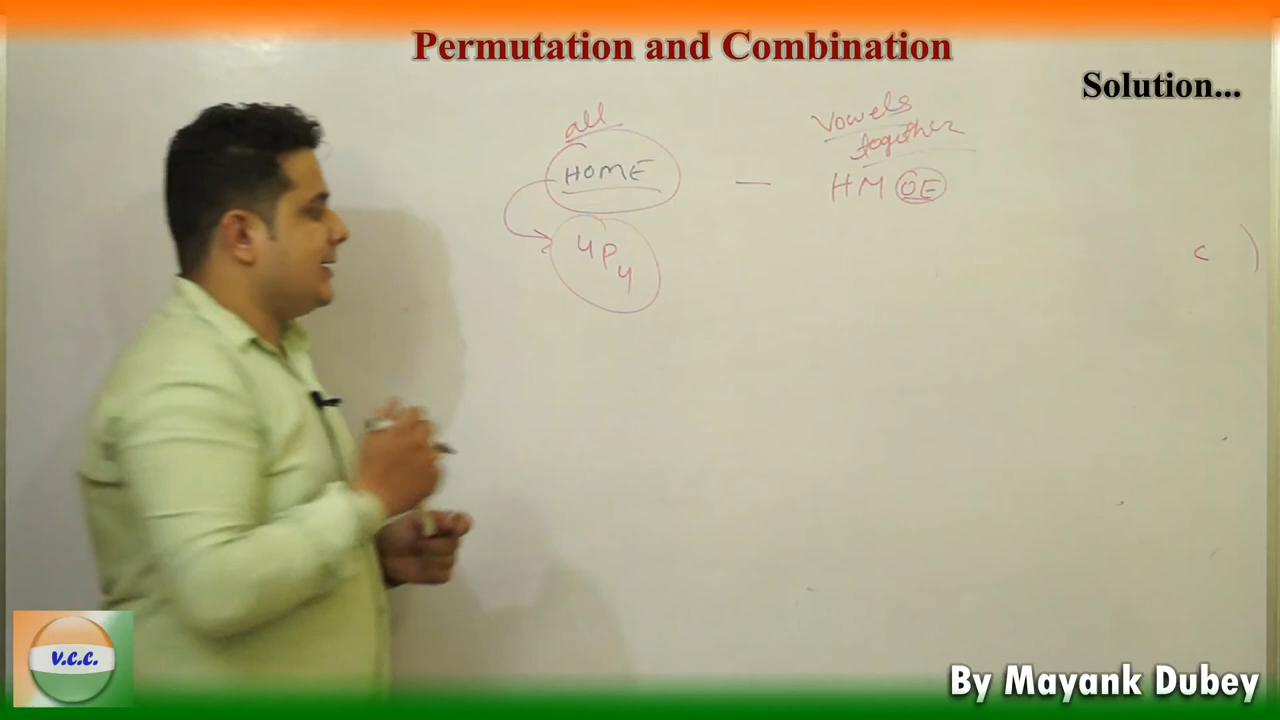 Permutation and Combination
Solution...
all
HOME
4P4
—
Vowels
together
HM OE
c )
V.C.C.
By Mayank Dubey